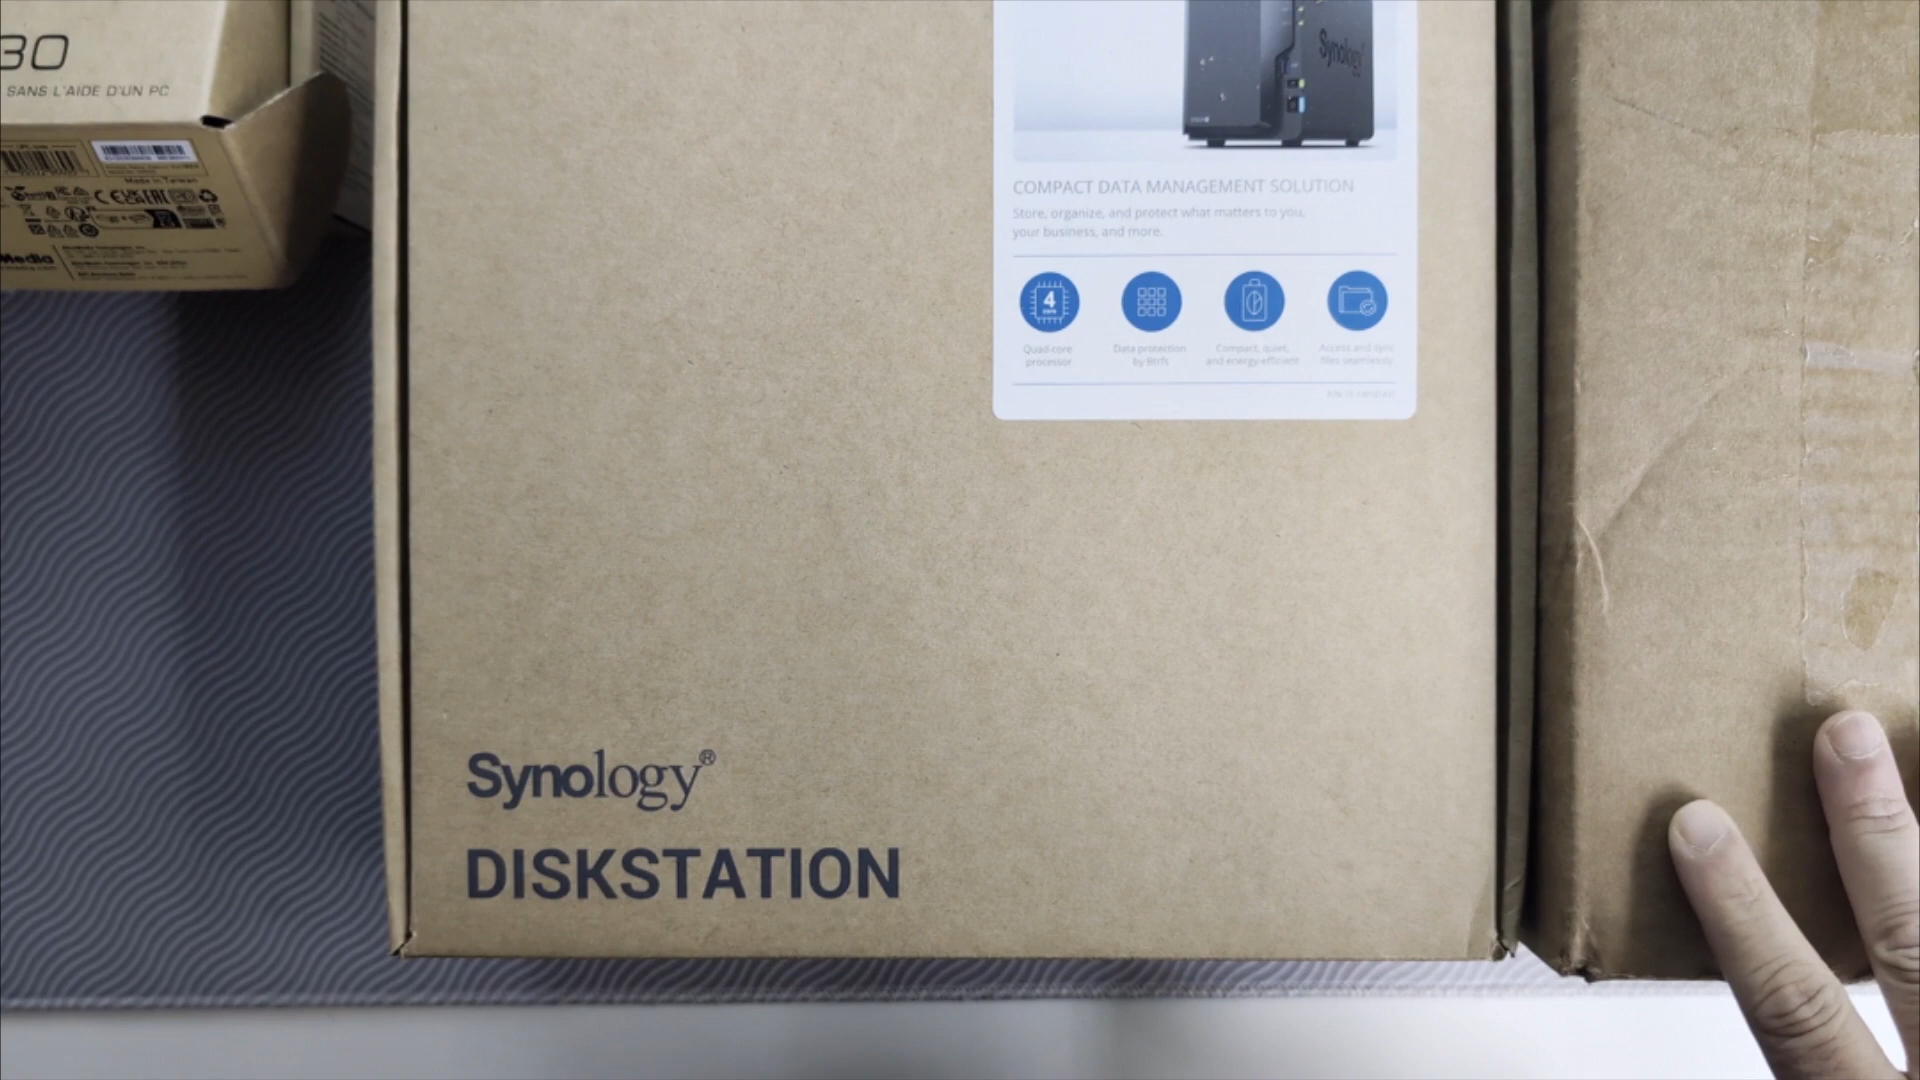 30
SANS L'AIDE D'UN PC
Made in Taiwan
Media
Synology
COMPACT DATA MANAGEMENT SOLUTION
Store, organize, and protect what matters to you,
your business, and more.
4
core
Quad-core
processor
Data protection
by Btrfs
Compact, quiet,
and energy-efficient
Access and sync
files seamlessly
Synology®
DISKSTATION